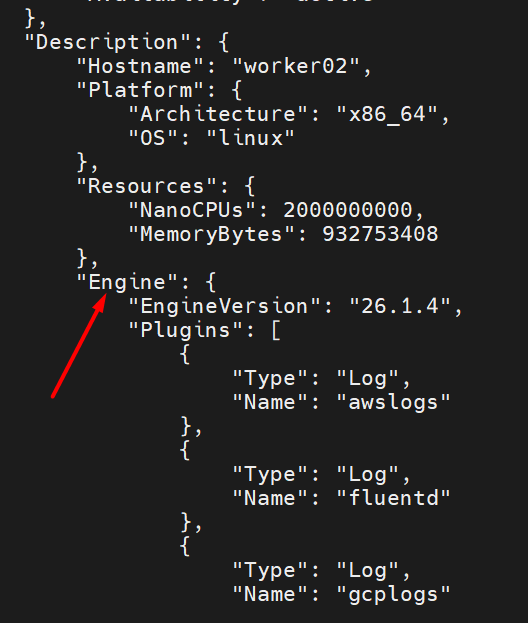 },
"Description": {
"Hostname": "worker02",
"Platform": {
"Architecture": "x86_64",
"OS": "linux"
},
"Resources": {
"NanoCPUs": 2000000000,
"MemoryBytes": 932753408
},
"Engine": {
"EngineVersion": "26.1.4",
"Plugins": [
{
"Type": "Log",
"Name": "awslogs"
},
{
"Type": "Log",
"Name": "fluentd"
},
{
"Type": "Log",
"Name": "gcplogs"